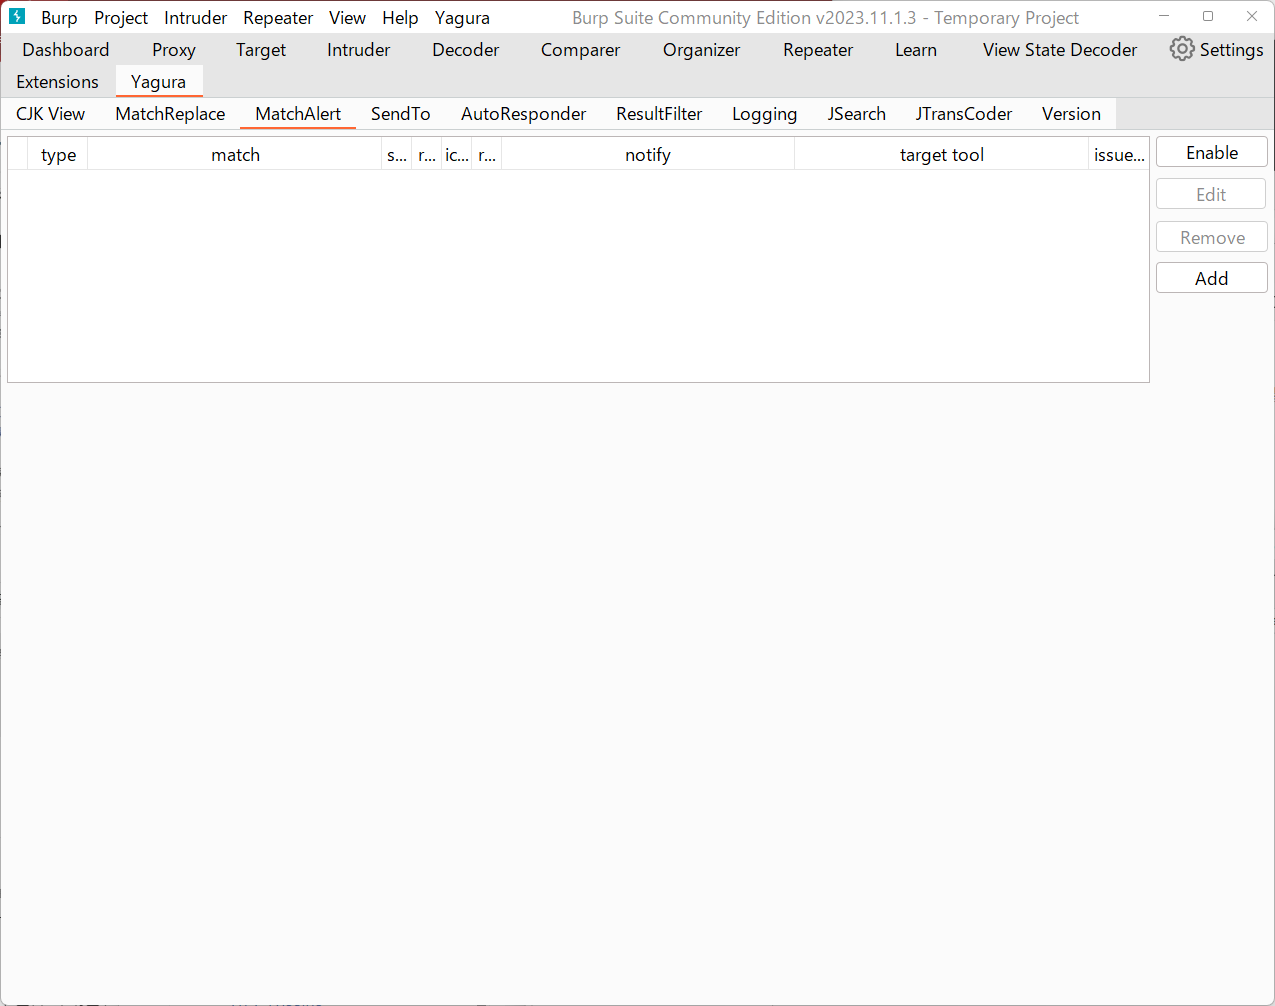 Burp Project Intruder Repeater View Help Yagura Burp Suite Community Edition v2023.11.1.3 - Temporary Project
Dashboard Proxy Target Intruder Decoder Comparer Organizer Repeater Learn View State Decoder Settings
Extensions Yagura
CJK View MatchReplace MatchAlert SendTo AutoResponder ResultFilter Logging JSearch JTransCoder Version
type match s... r... ic... r... notify target tool issue...
Enable
Edit
Remove
Add